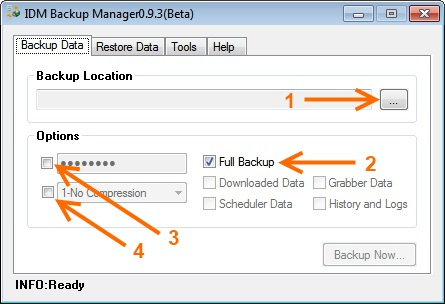 IDM Backup Manager0.9.3(Beta)
Backup Data Restore Data Tools Help
Backup Location
1 ...
Options
●●●●●●●● Full Backup 2
Downloaded Data Grabber Data
1-No Compression
Scheduler Data History and Logs
3
4
Backup Now...
INFO:Ready